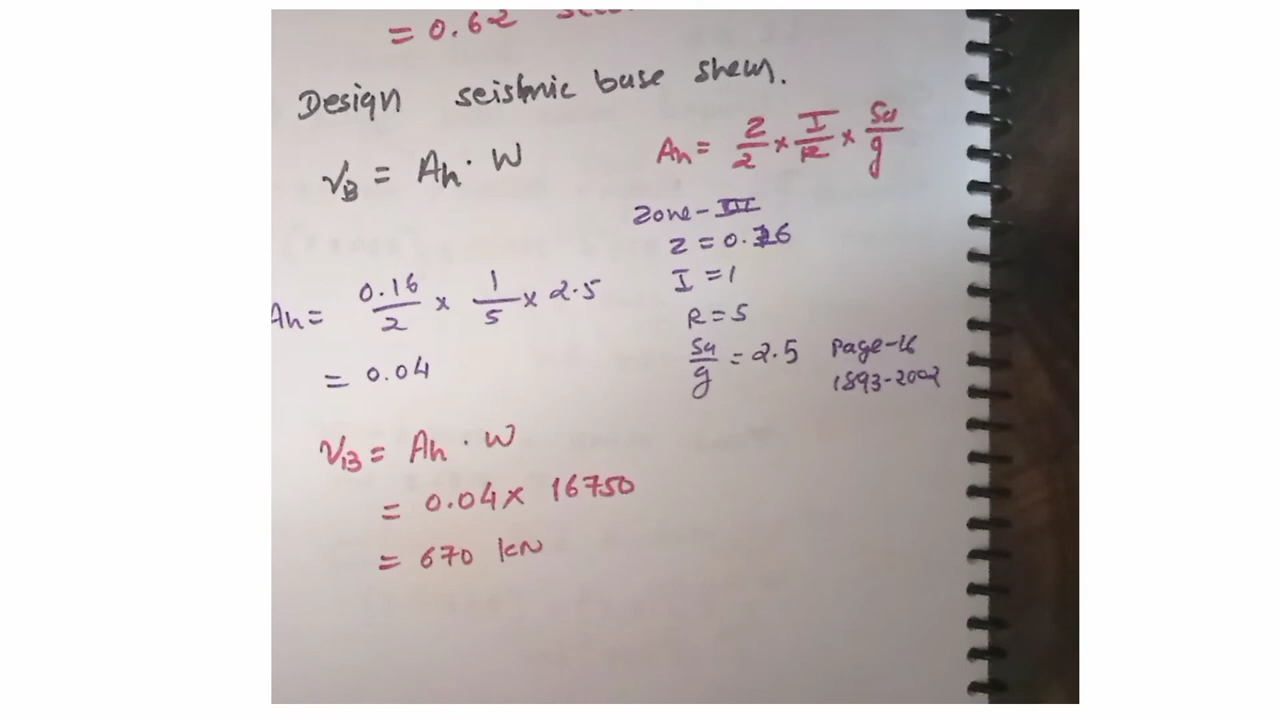 = 0.62
Design seismic base shear.
VB = Ah . W
Ah = Z/2 × I/R × Sa/g
Zone - III
Z = 0.16
I = 1
R = 5
Sa/g = 2.5 Page-16
1893-2002
Ah = 0.16/2 × 1/5 × 2.5
= 0.04
VB = Ah . W
= 0.04 × 16750
= 670 kN